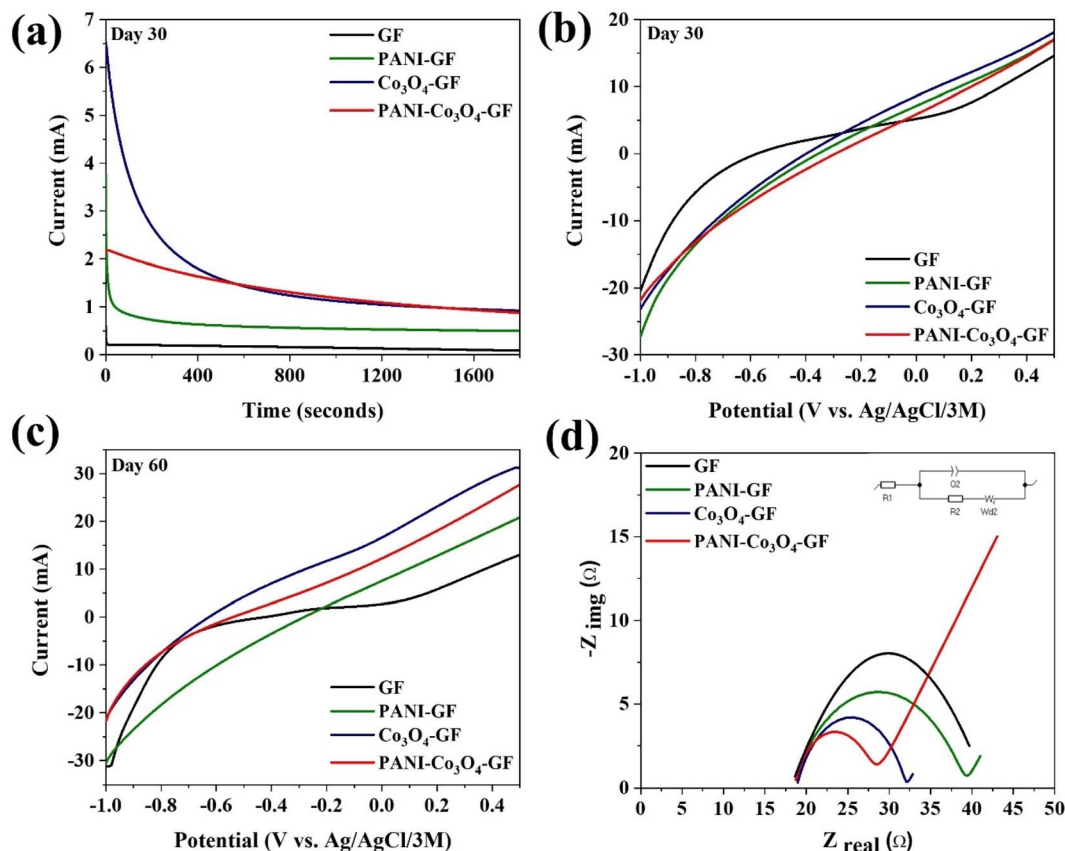 (a)
Day 30
GF
PANI-GF
Co₃O₄-GF
PANI-Co₃O₄-GF
7
6
5
4
3
2
1
0
Current (mA)
0 400 800 1200 1600
Time (seconds)
(b)
Day 30
20
10
0
-10
-20
-30
Current (mA)
GF
PANI-GF
Co₃O₄-GF
PANI-Co₃O₄-GF
-1.0 -0.8 -0.6 -0.4 -0.2 0.0 0.2 0.4
Potential (V vs. Ag/AgCl/3M)
(c)
Day 60
30
20
10
0
-10
-20
-30
Current (mA)
GF
PANI-GF
Co₃O₄-GF
PANI-Co₃O₄-GF
-1.0 -0.8 -0.6 -0.4 -0.2 0.0 0.2 0.4
Potential (V vs. Ag/AgCl/3M)
(d)
GF
PANI-GF
Co₃O₄-GF
PANI-Co₃O₄-GF
R1
Q2
R2
Wd2
20
15
10
5
0
-Z img (Ω)
0 5 10 15 20 25 30 35 40 45 50
Z real (Ω)